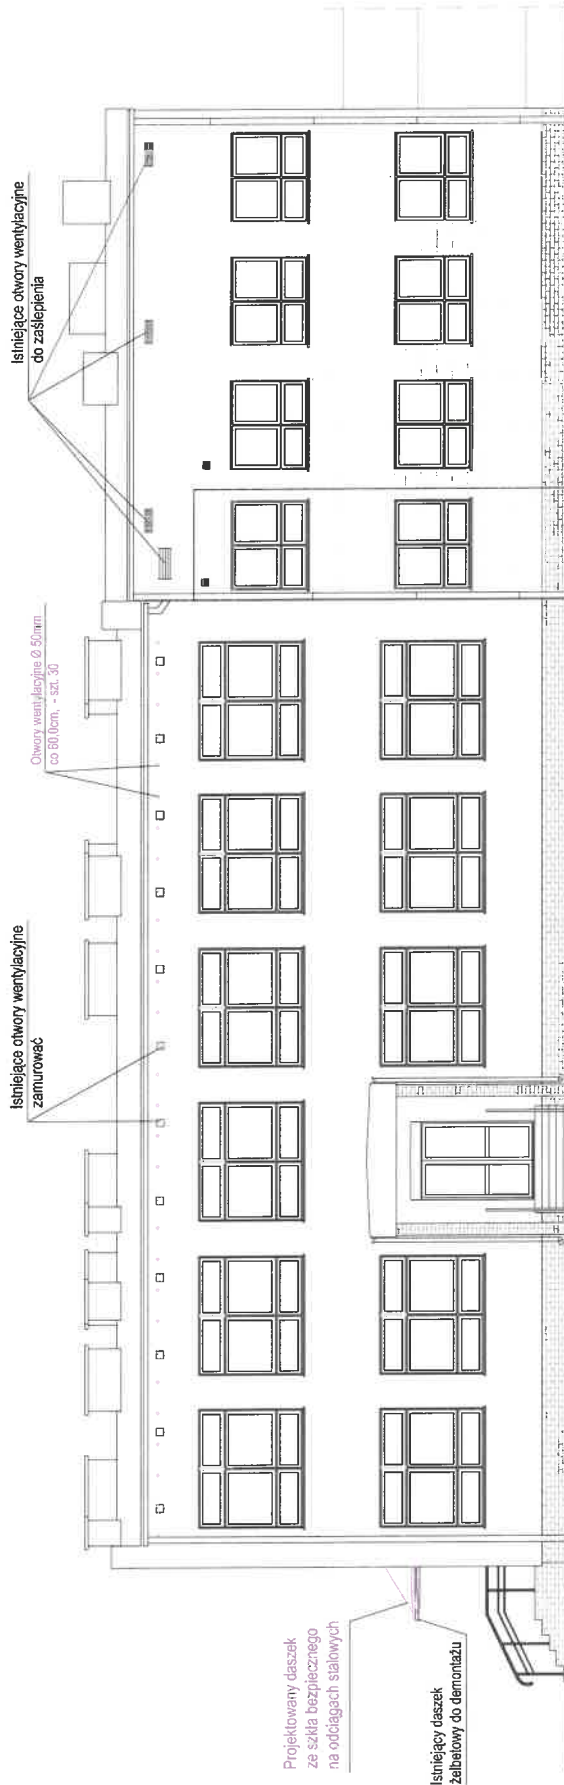 Projektowany daszek
ze szkła bezpiecznego
na odciągach stalowych
Istniejący daszek
żelbetowy do demontażu
Istniejące otwory wentylacyjne
zamurować
Otwory wentylacyjne Ø 50mm
co 60.0cm, - szt. 30
Istniejące otwory wentylacyjne
do zaślepienia